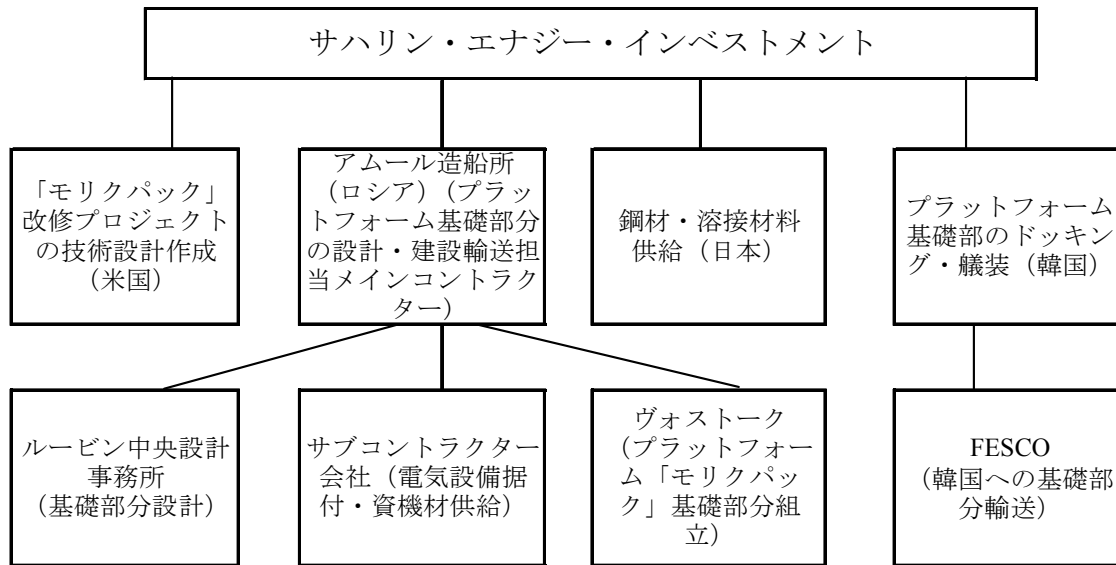 サハリン・エナジー・インベストメント
「モリクパック」
改修プロジェクト
の技術設計作成
（米国）
アムール造船所
（ロシア）（プラッ
トフォーム基礎部分
の設計・建設輸送担
当メインコントラク
ター）
鋼材・溶接材料
供給（日本）
プラットフォーム
基礎部のドッキン
グ・艤装（韓国）
ルービン中央設計
事務所
（基礎部分設計）
サブコントラクター
会社（電気設備据
付・資機材供給）
ヴォストーク
（プラットフォー
ム「モリクパッ
ク」基礎部分組
立）
FESCO
（韓国への基礎部
分輸送）